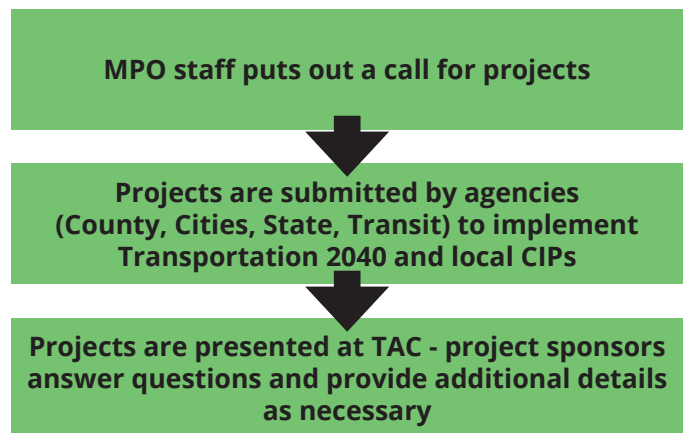 MPO staff puts out a call for projects
Projects are submitted by agencies
(County, Cities, State, Transit) to implement
Transportation 2040 and local CIPs
Projects are presented at TAC - project sponsors
answer questions and provide additional details
as necessary